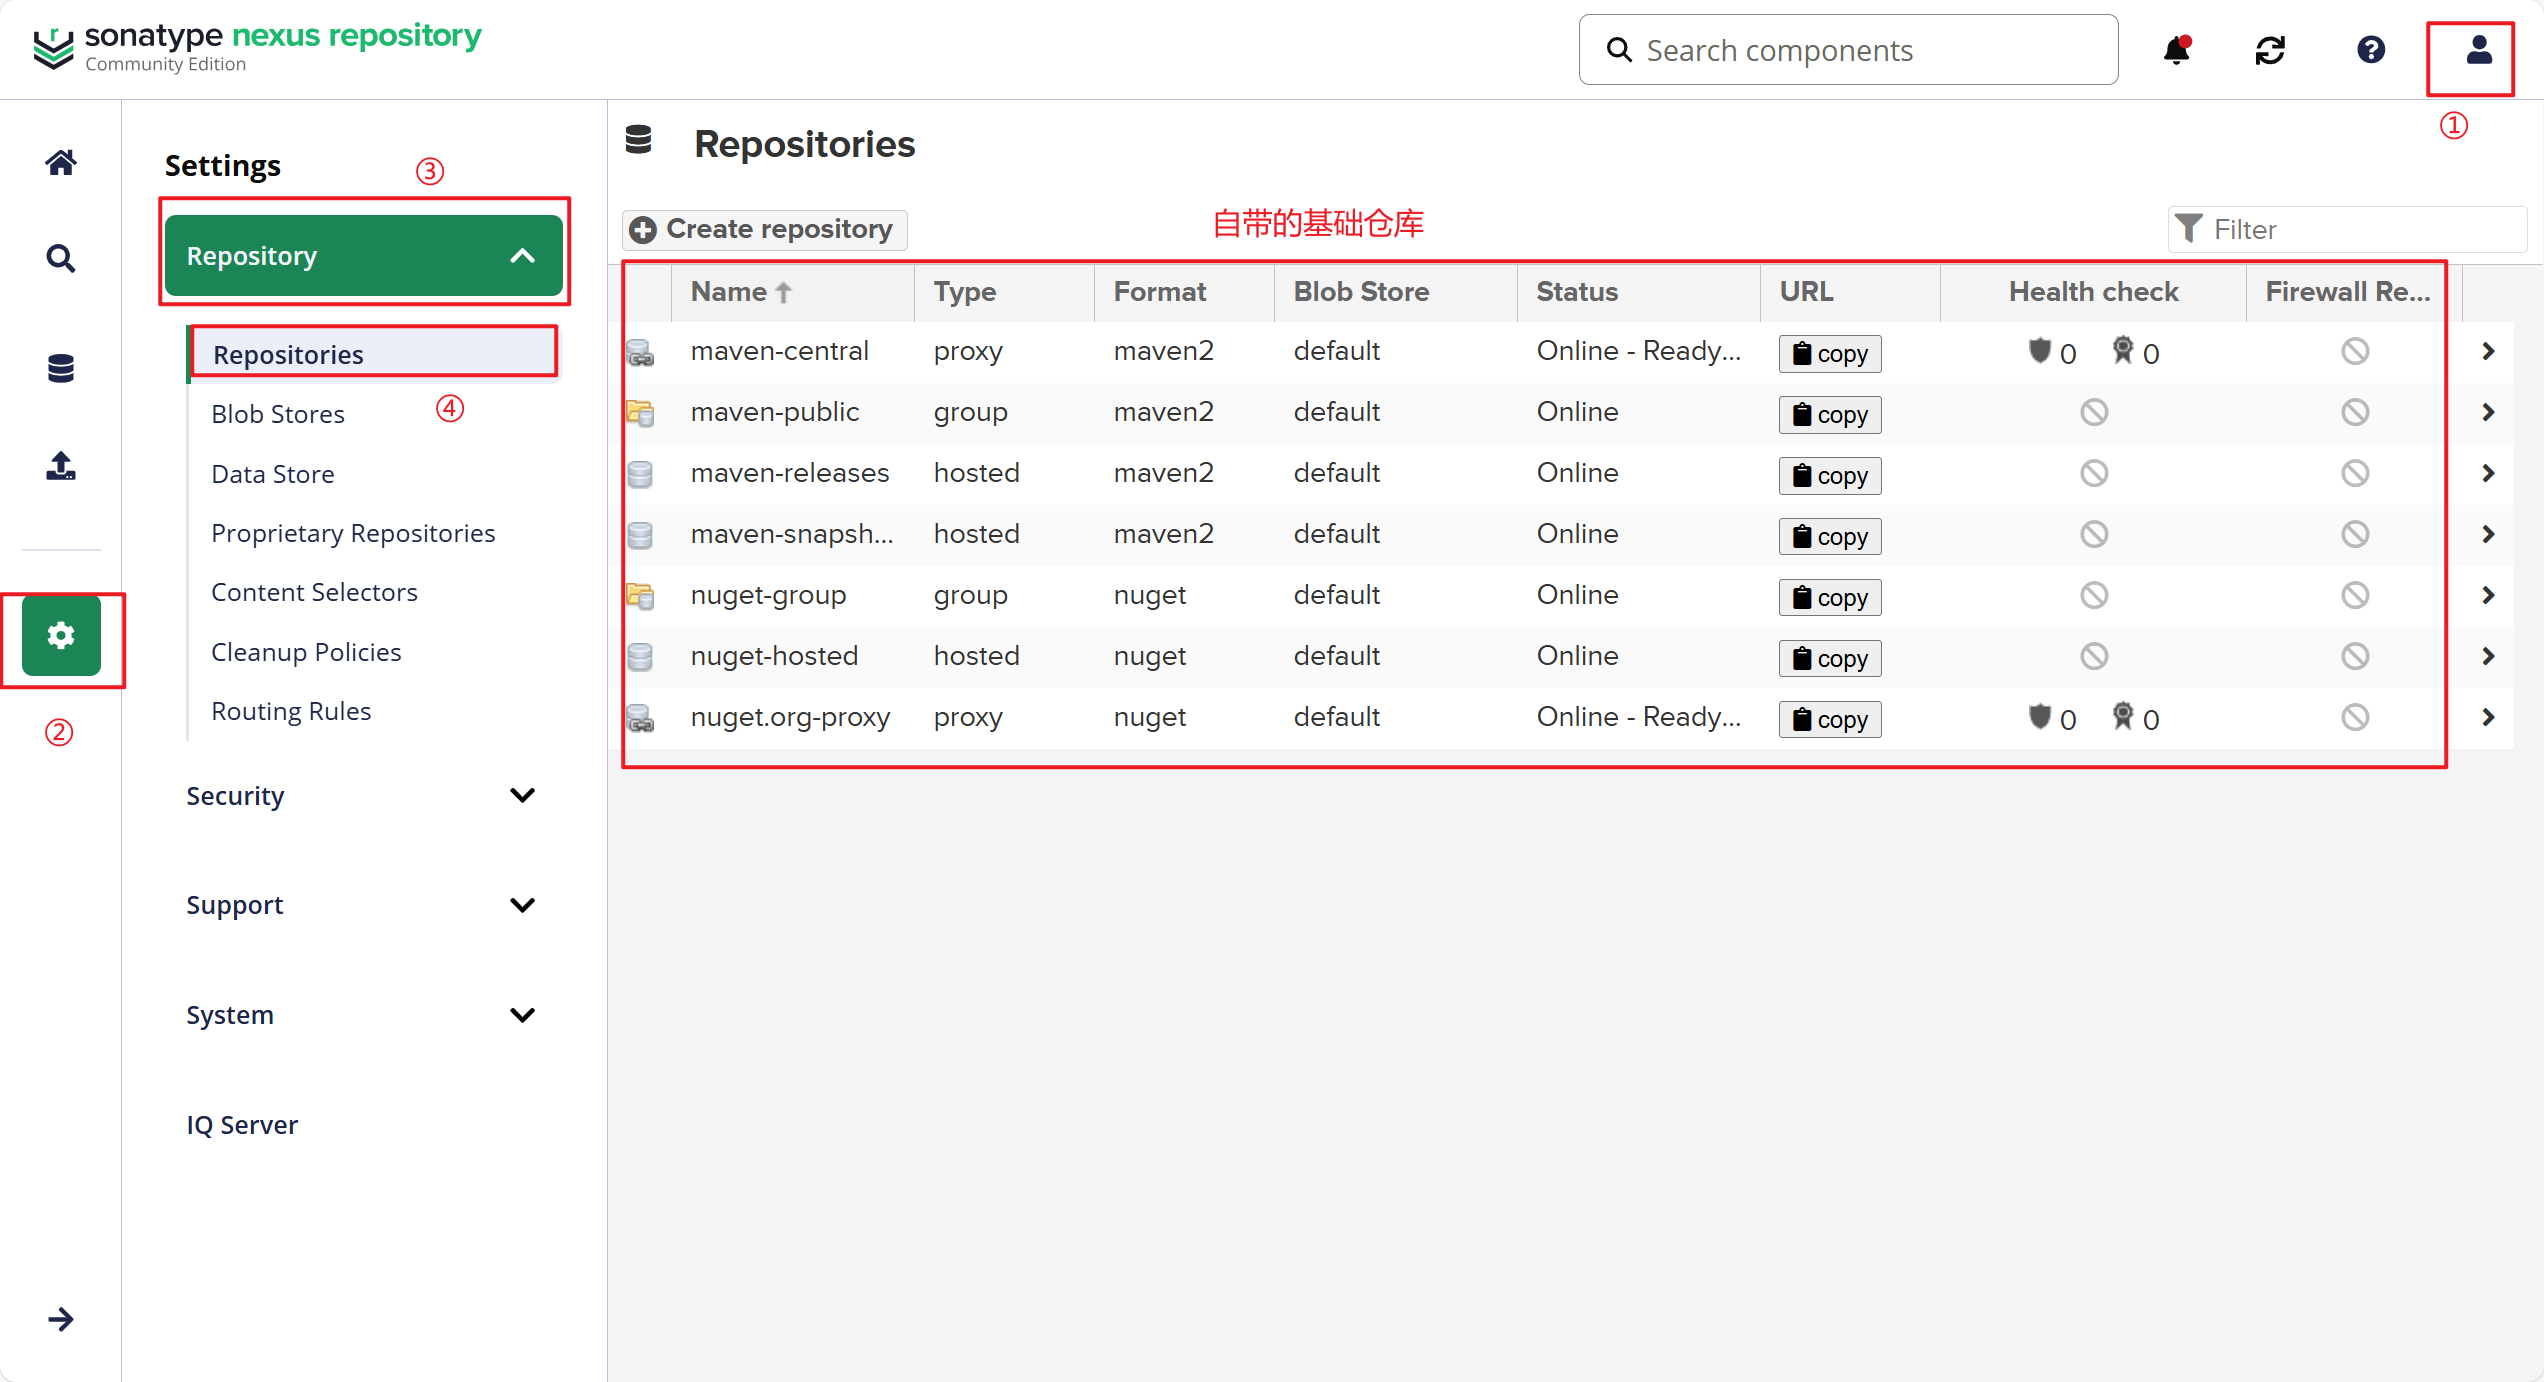 sonatype nexus repository
Community Edition
Search components
①
Settings
③
Repository
Repositories
Blob Stores
④
Data Store
Proprietary Repositories
Content Selectors
Cleanup Policies
Routing Rules
②
Security
Support
System
IQ Server
Repositories
Create repository
自带的基础仓库
Filter
Name Type Format Blob Store Status URL Health check Firewall Re...
maven-central proxy maven2 default Online - Ready... copy 0 0
maven-public group maven2 default Online copy
maven-releases hosted maven2 default Online copy
maven-snapsh... hosted maven2 default Online copy
nuget-group group nuget default Online copy
nuget-hosted hosted nuget default Online copy
nuget.org-proxy proxy nuget default Online - Ready... copy 0 0